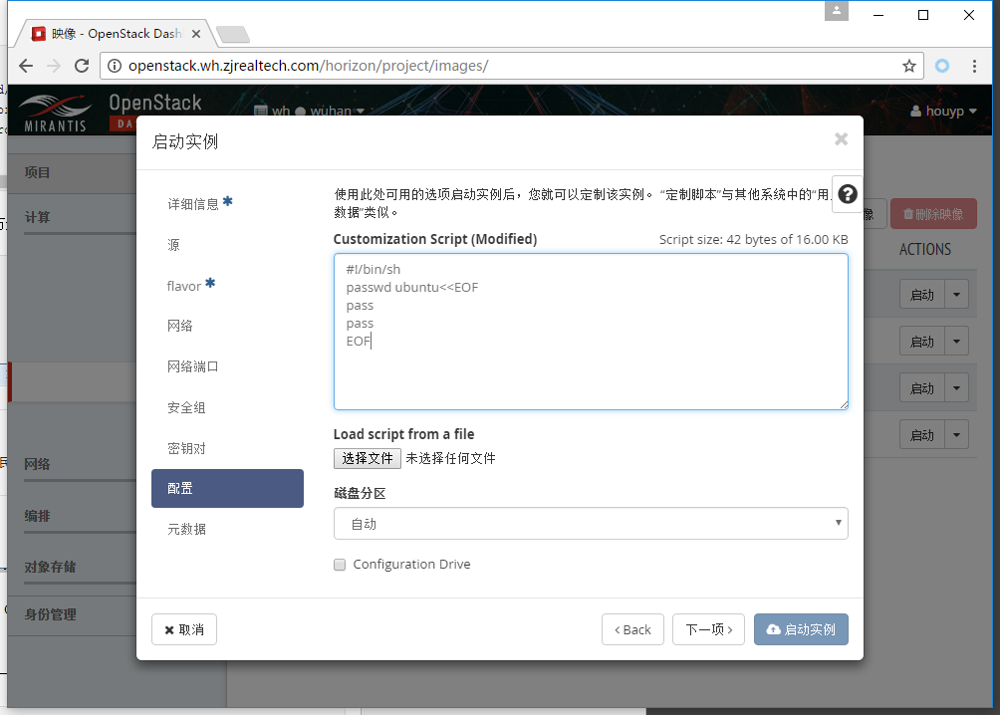 映像 - OpenStack Dash
openstack.wh.zjrealtech.com/horizon/project/images/
MIRANTIS
OpenStack
DA
wh wuhan
houyp
项目
计算
网络
编排
对象存储
身份管理
删除映像
ACTIONS
启动
启动
启动
启动
启动实例
详细信息
源
flavor
网络
网络端口
安全组
密钥对
配置
元数据
使用此处可用的选项启动实例后，您就可以定制该实例。 “定制脚本”与其他系统中的“用
数据”类似。
Customization Script (Modified)
Script size: 42 bytes of 16.00 KB
#!/bin/sh
passwd ubuntu<<EOF
pass
pass
EOF
Load script from a file
选择文件 未选择任何文件
磁盘分区
自动
Configuration Drive
取消
Back
下一项
启动实例